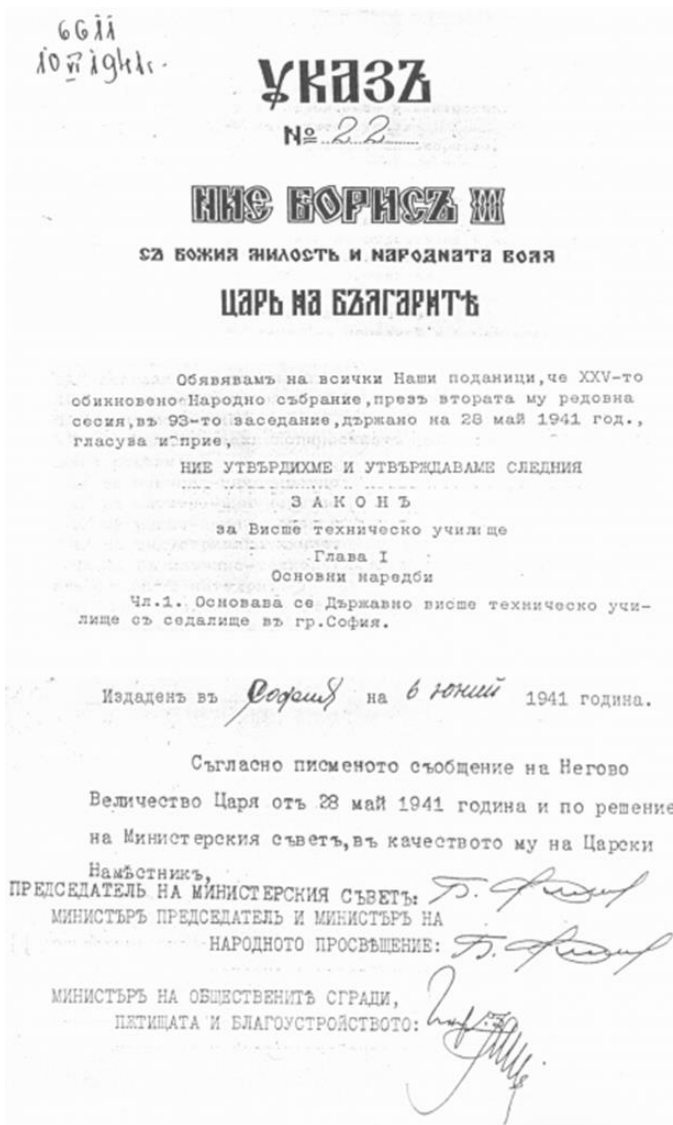 6611
10 VI 1941.
УКАЗЪ
№ 22
НИЕ БОРИСЪ III
СЪ БОЖИЯ МИЛОСТЬ И НАРОДНАТА ВОЛЯ
ЦАРЬ НА БЪЛГАРИТѢ
Обявявамъ на всички Наши поданици, че XXV-то
обикновено Народно събрание, презъ втората му редовна
сесия, въ 93-то заседание, държано на 28 май 1941 год.,
гласува и прие,
НИЕ УТВЪРДИХМЕ И УТВЪРЖДАВАМЕ СЛЕДНИЯ
ЗАКОНЪ
за Висше техническо училище
Глава I
Основни наредби
Чл.1. Основава се Държавно висше техническо учи-
лище съ седалище въ гр.София.
Издаденъ въ София на 6 юний 1941 година.
Съгласно писменото съобщение на Негово
Величество Царя отъ 28 май 1941 година и по решение
на Министерския съветъ, въ качеството му на Царски
Намѣстник,
ПРЕДСЕДАТЕЛЬ НА МИНИСТЕРСКИЯ СЪВЕТЪ:
МИНИСТЪРЪ ПРЕДСЕДАТЕЛЬ И МИНИСТЪРЪ НА
НАРОДНОТО ПРОСВѢЩЕНИЕ:
МИНИСТЪРЪ НА ОБЩЕСТВЕНИТѢ СГРАДИ,
ПѪТИЩАТА И БЛАГОУСТРОЙСТВОТО: